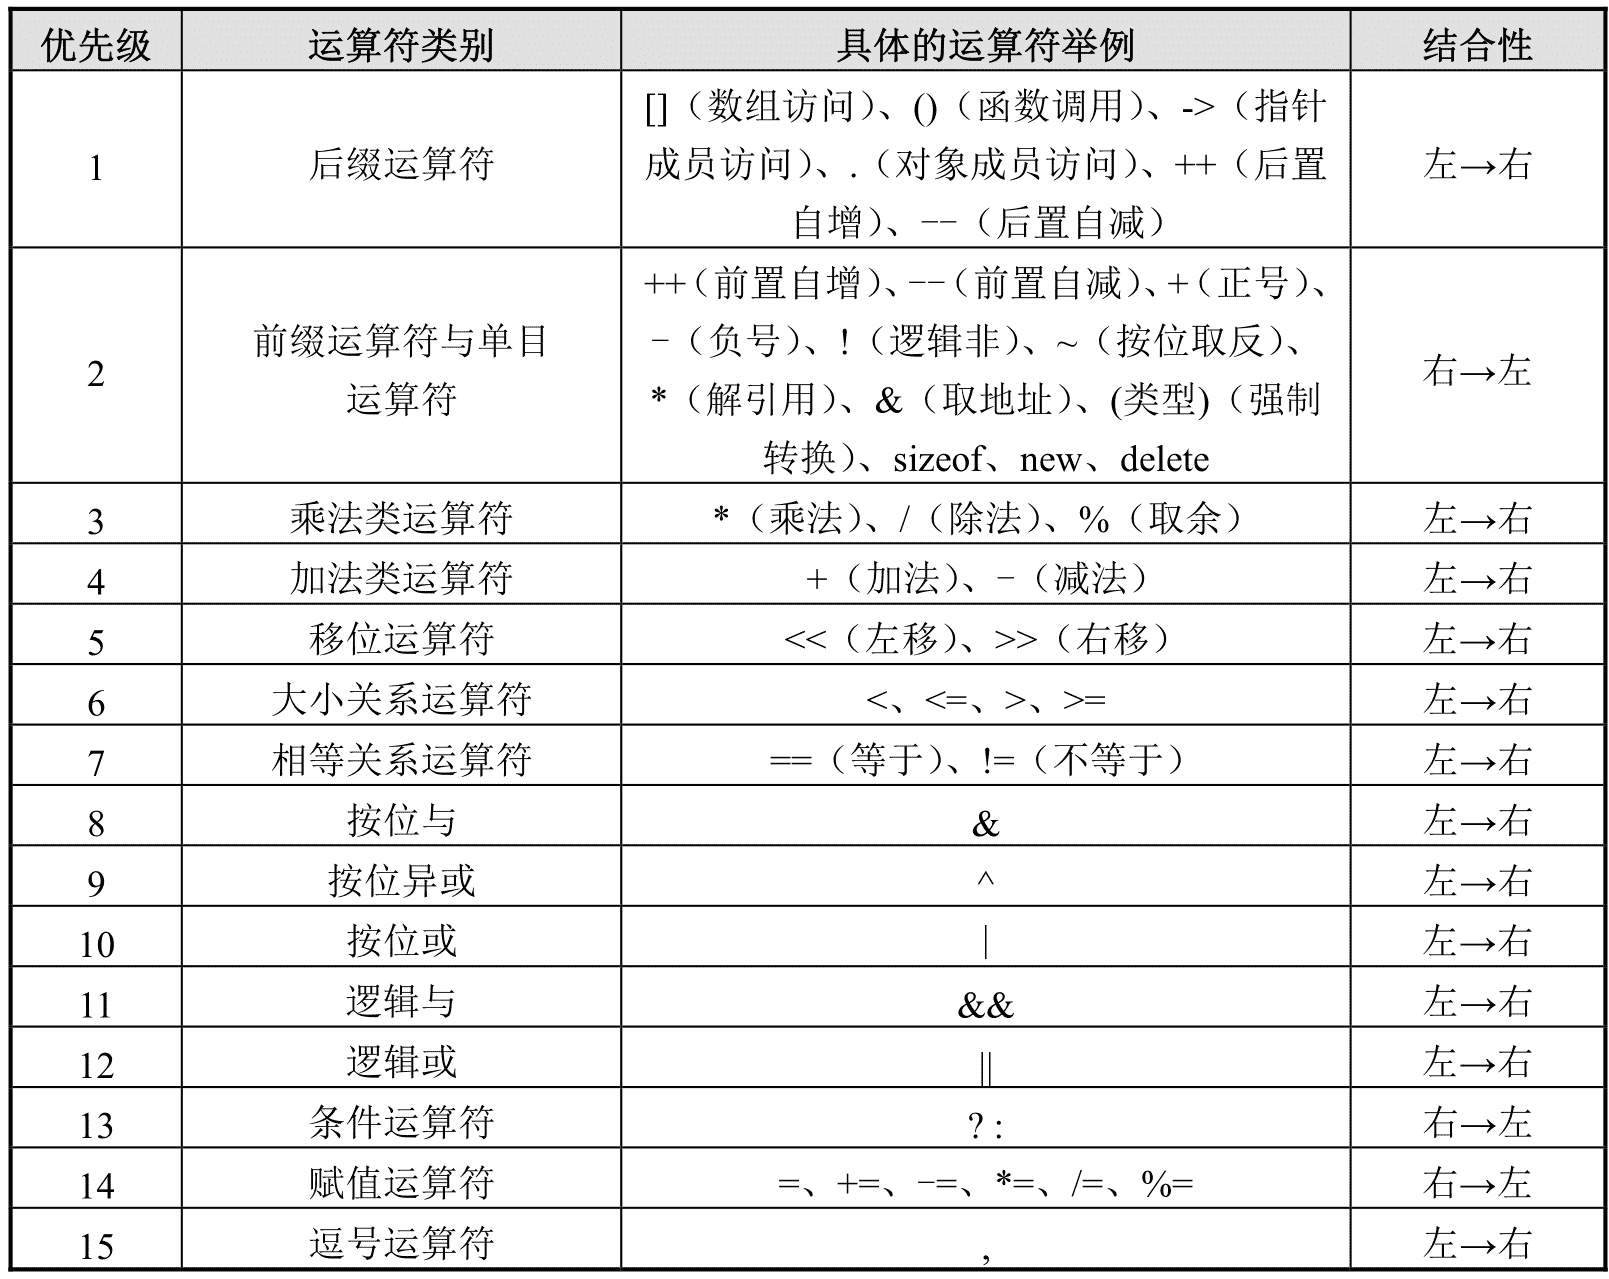 优先级 运算符类别 具体的运算符举例 结合性
1 后缀运算符 []（数组访问）、()（函数调用）、->（指针 左→右
成员访问）、.（对象成员访问）、++（后置
自增）、--（后置自减）
2 前缀运算符与单目 ++（前置自增）、--（前置自减）、+（正号）、 右→左
运算符 -（负号）、!（逻辑非）、~（按位取反）、
*（解引用）、&（取地址）、(类型)（强制
转换）、sizeof、new、delete
3 乘法类运算符 *（乘法）、/（除法）、%（取余） 左→右
4 加法类运算符 +（加法）、-（减法） 左→右
5 移位运算符 <<（左移）、>>（右移） 左→右
6 大小关系运算符 <、<=、>、>= 左→右
7 相等关系运算符 ==（等于）、!=（不等于） 左→右
8 按位与 & 左→右
9 按位异或 ^ 左→右
10 按位或 | 左→右
11 逻辑与 && 左→右
12 逻辑或 || 左→右
13 条件运算符 ? : 右→左
14 赋值运算符 =、+=、-=、*=、/=、%= 右→左
15 逗号运算符 , 左→右